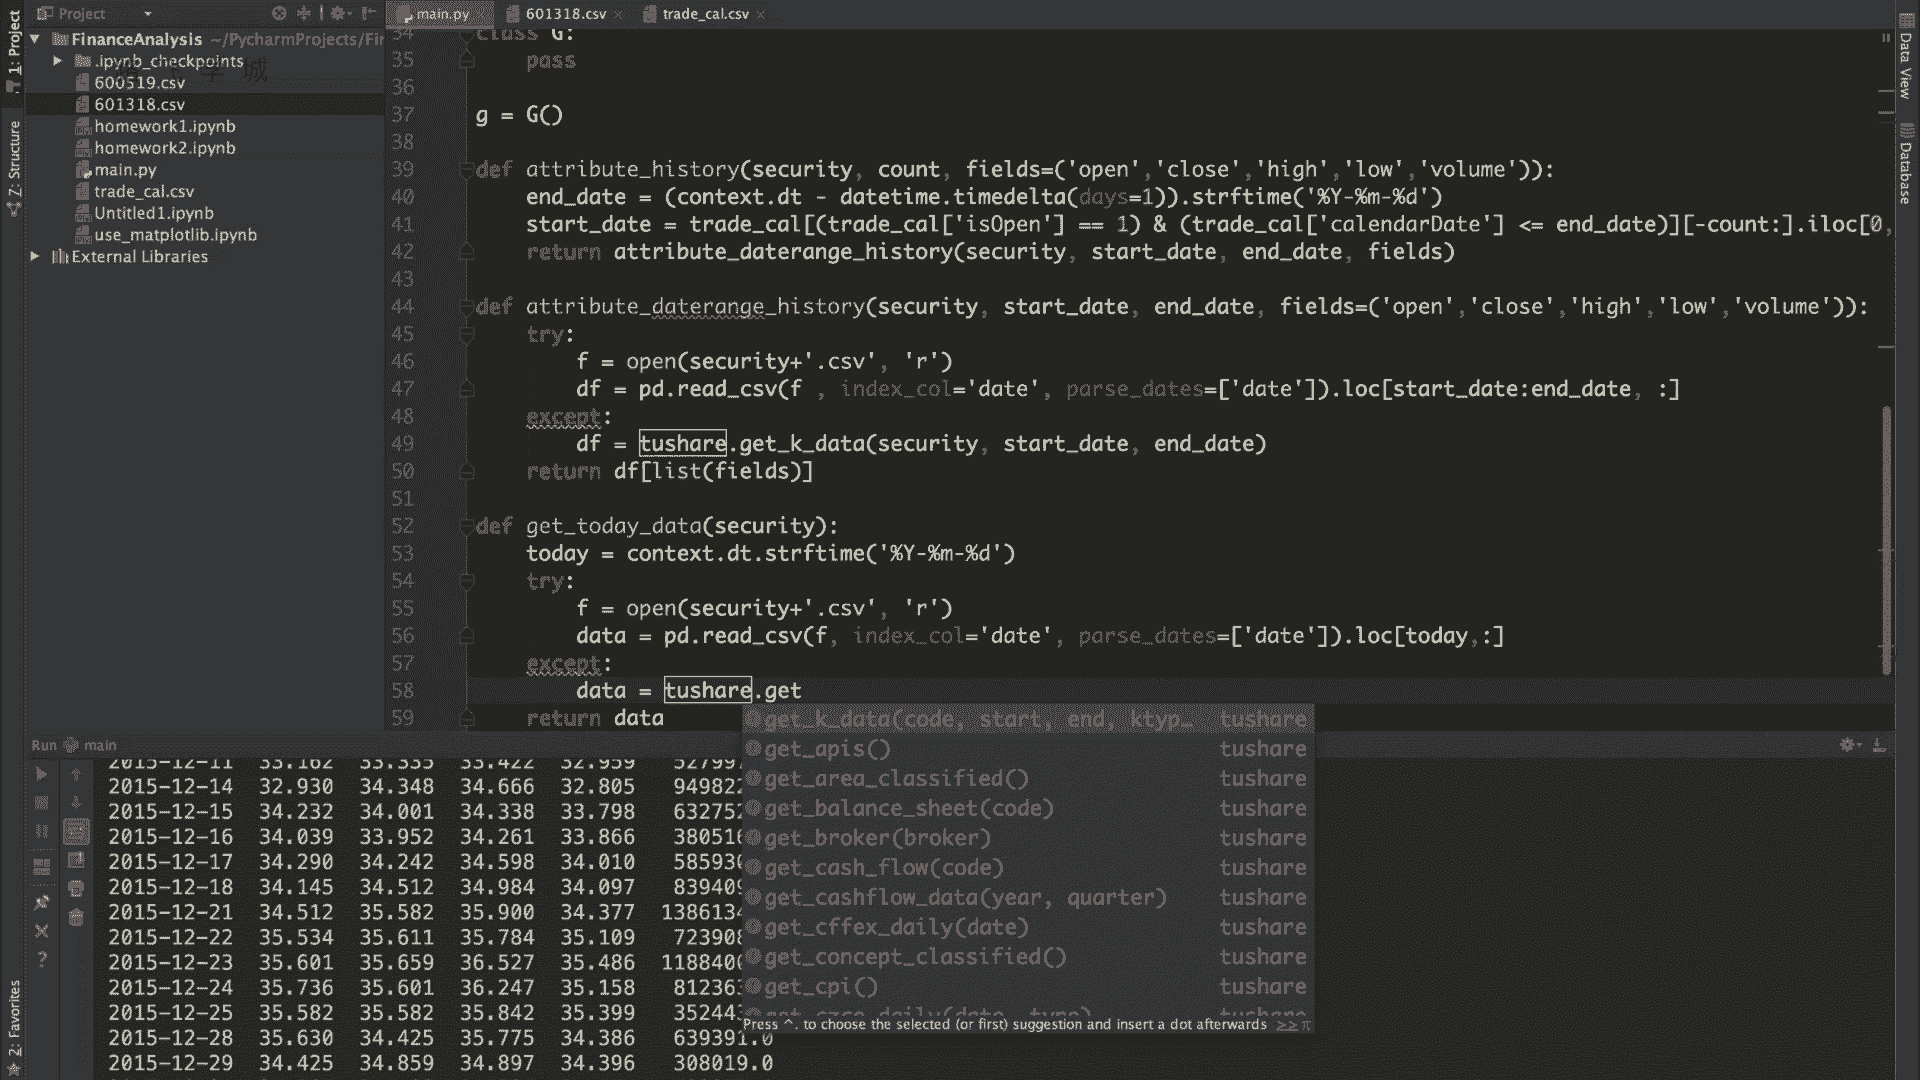 Project
main.py
601318.csv
trade_cal.csv
1: Project
Z: Structure
2: Favorites
Data View
Database
FinanceAnalysis ~/PycharmProjects/Fi
.ipynb_checkpoints
600519.csv
601318.csv
homework1.ipynb
homework2.ipynb
main.py
trade_cal.csv
Untitled1.ipynb
use_matplotlib.ipynb
External Libraries
34 class G:
35 pass
36
37 g = G()
38
39 def attribute_history(security, count, fields=('open','close','high','low','volume')):
40 end_date = (context.dt - datetime.timedelta(days=1)).strftime('%Y-%m-%d')
41 start_date = trade_cal[(trade_cal['isOpen'] == 1) & (trade_cal['calendarDate'] <= end_date)][-count:].iloc[0,
42 return attribute_daterange_history(security, start_date, end_date, fields)
43
44 def attribute_daterange_history(security, start_date, end_date, fields=('open','close','high','low','volume')):
45 try:
46 f = open(security+'.csv', 'r')
47 df = pd.read_csv(f , index_col='date', parse_dates=['date']).loc[start_date:end_date, :]
48 except:
49 df = tushare.get_k_data(security, start_date, end_date)
50 return df[list(fields)]
51
52 def get_today_data(security):
53 today = context.dt.strftime('%Y-%m-%d')
54 try:
55 f = open(security+'.csv', 'r')
56 data = pd.read_csv(f, index_col='date', parse_dates=['date']).loc[today,:]
57 except:
58 data = tushare.get
59 return data
get_k_data(code, start, end, ktyp_ tushare
get_apis() tushare
get_area_classified() tushare
get_balance_sheet(code) tushare
get_broker(broker) tushare
get_cash_flow(code) tushare
get_cashflow_data(year, quarter) tushare
get_cffex_daily(date) tushare
get_concept_classified() tushare
get_cpi() tushare
get_czce_daily(date, type) tushare
Press ^. to choose the selected (or first) suggestion and insert a dot afterwards >> π
Run main
2015-12-11 33.162 33.335 33.422 32.959 52799
2015-12-14 32.930 34.348 34.666 32.805 94982
2015-12-15 34.232 34.001 34.338 33.798 63275
2015-12-16 34.039 33.952 34.261 33.866 38051
2015-12-17 34.290 34.242 34.598 34.010 58593
2015-12-18 34.145 34.512 34.984 34.097 83940
2015-12-21 34.512 35.582 35.900 34.377 138613
2015-12-22 35.534 35.611 35.784 35.109 72390
2015-12-23 35.601 35.659 36.527 35.486 118840
2015-12-24 35.736 35.601 36.247 35.158 81236
2015-12-25 35.582 35.582 35.842 35.399 35244
2015-12-28 35.630 34.425 35.775 34.284 639391.0
2015-12-29 34.425 34.859 34.897 34.396 308019.0